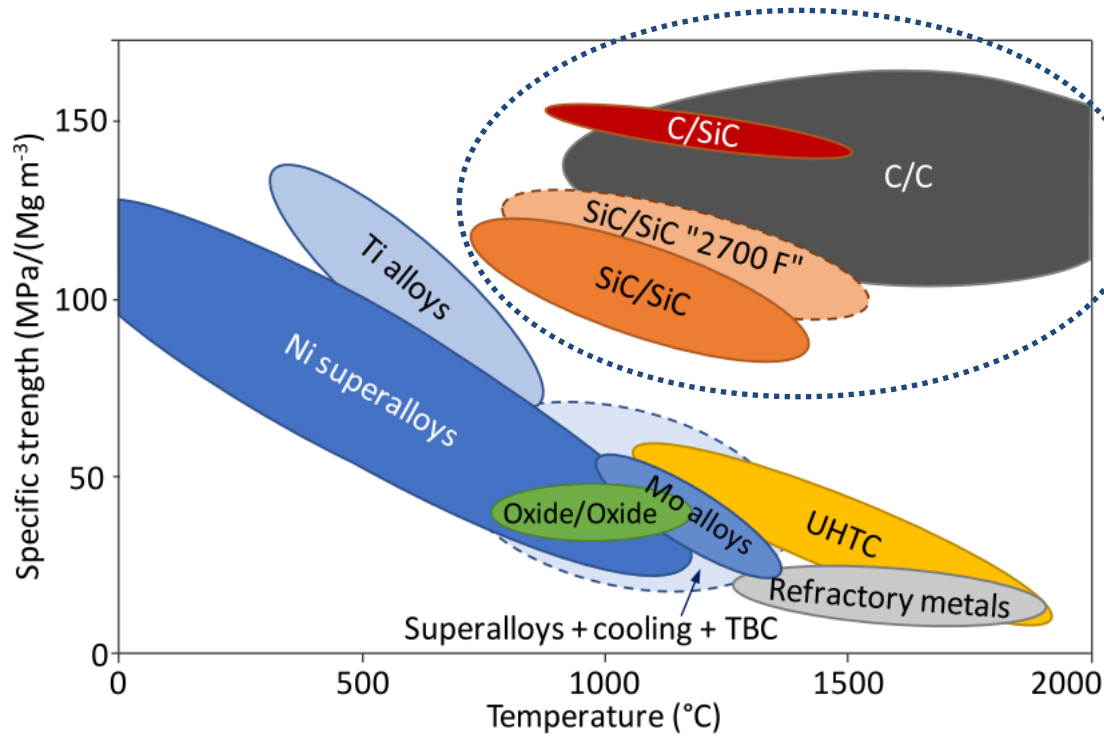 Specific strength (MPa/(Mg m⁻³)
150
100
50
0
C/SiC
C/C
SiC/SiC "2700 F"
SiC/SiC
Ti alloys
Ni superalloys
Oxide/Oxide
Mo alloys
UHTC
Refractory metals
Superalloys + cooling + TBC
0
500
1000
1500
2000
Temperature (°C)